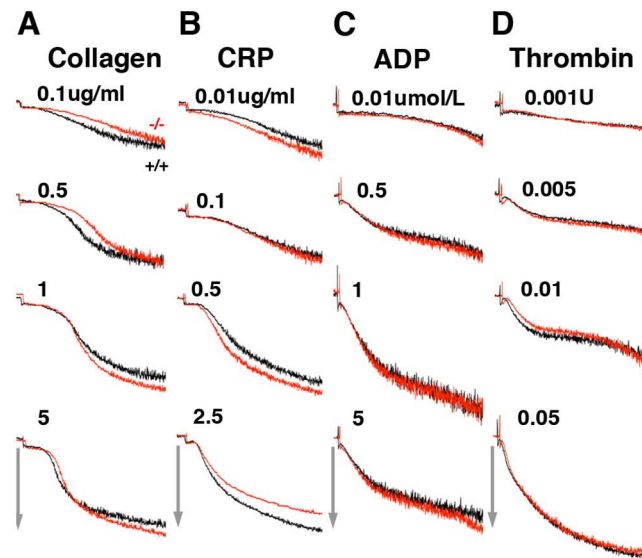 A B C D
Collagen CRP ADP Thrombin
0.1ug/ml 0.01ug/ml 0.01umol/L 0.001U
-/-
+/+
0.5 0.1 0.5 0.005
1 0.5 1 0.01
5 2.5 5 0.05